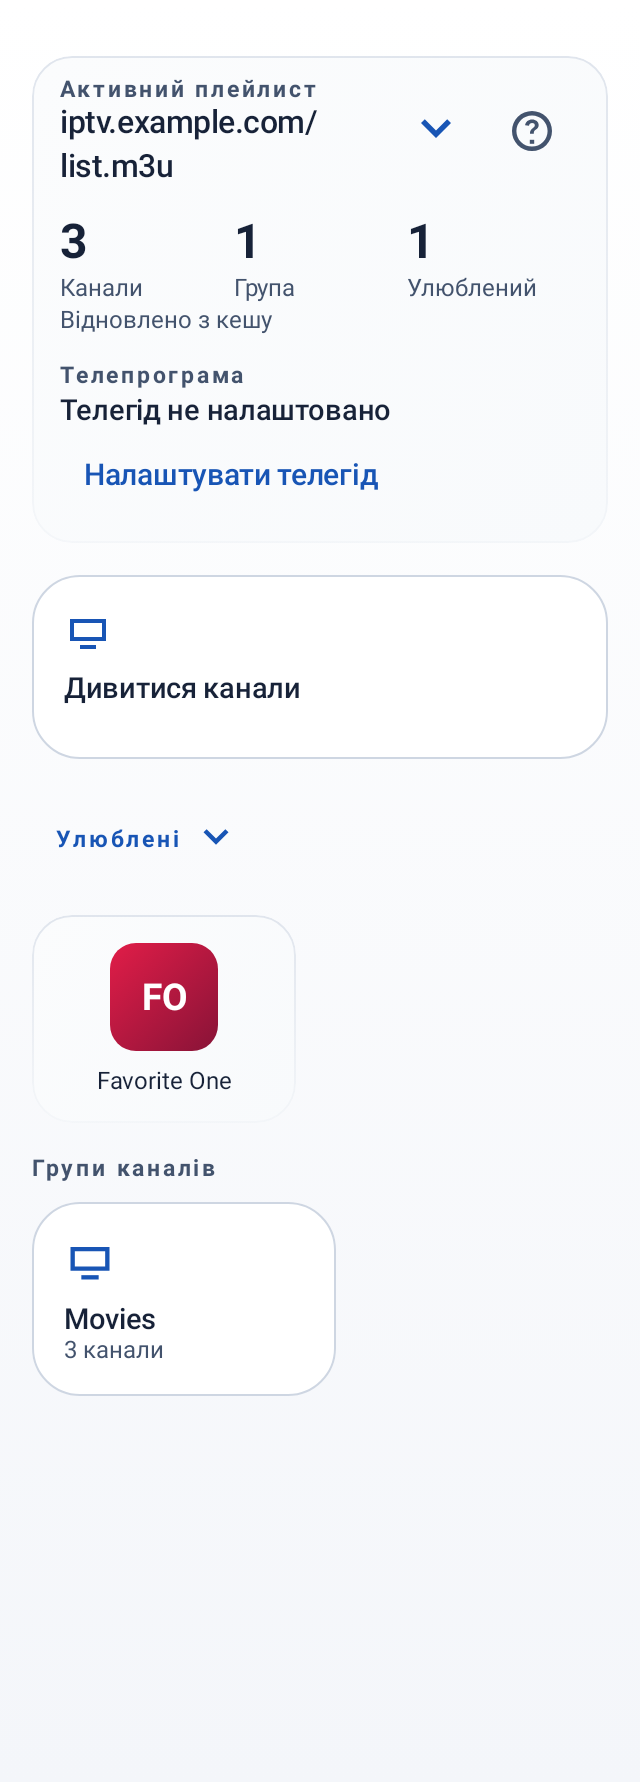 Активний плейлист
iptv.example.com/
list.m3u
3 1 1
Канали Група Улюблений
Відновлено з кешу
Телепрограма
Телегід не налаштовано
Налаштувати телегід
Дивитися канали
Улюблені
FO
Favorite One
Групи каналів
Movies
3 канали